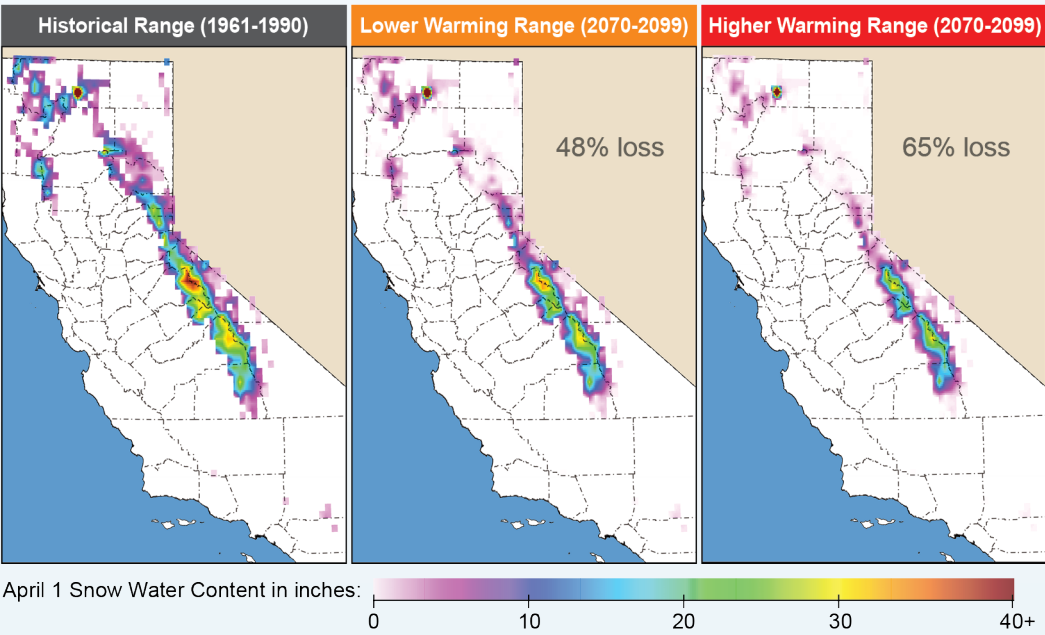 Historical Range (1961-1990)
Lower Warming Range (2070-2099)
Higher Warming Range (2070-2099)
48% loss
65% loss
April 1 Snow Water Content in inches:
0
10
20
30
40+